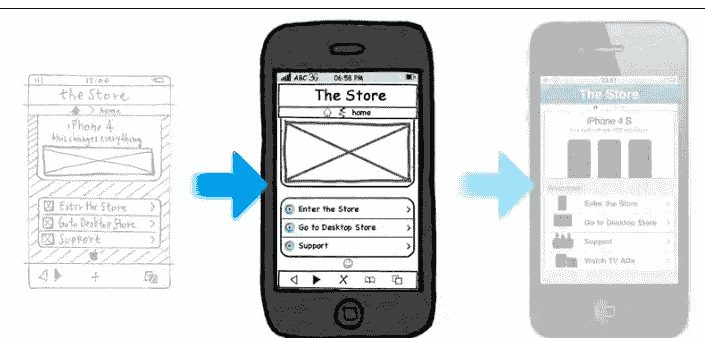 12:00
the Store
> home
iPhone 4
this changes everything
Enter the Store
Go to Desktop Store
Support
ABC 3G 06:58 PM
The Store
home
Enter the Store
Go to Desktop Store
Support
The Store
iPhone 4 S
Enter the Store
Go to Desktop Store
Support
Watch TV ADs